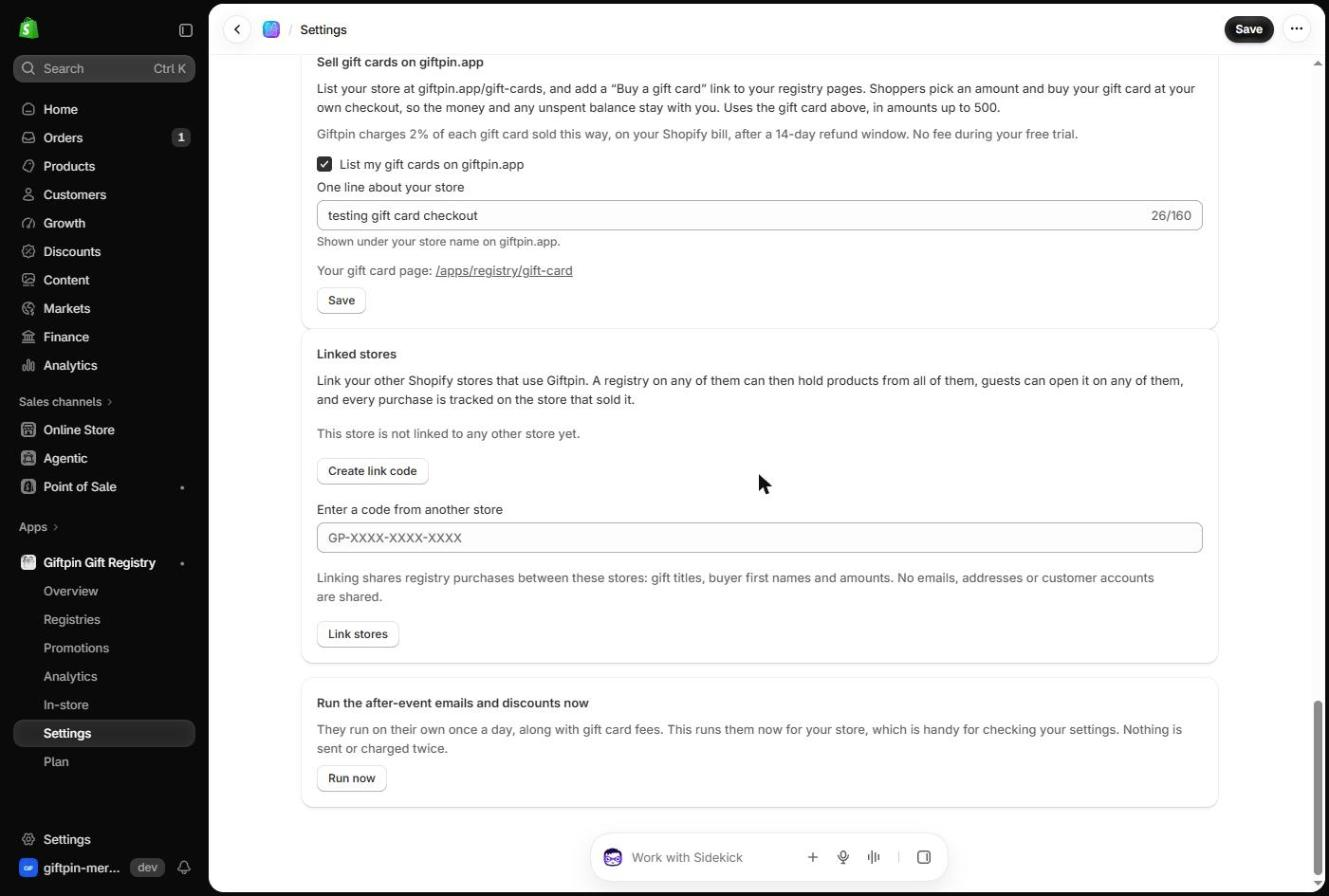 Search
Ctrl K
Home
Orders
1
Products
Customers
Growth
Discounts
Content
Markets
Finance
Analytics
Sales channels
Online Store
Agentic
Point of Sale
Apps
Giftpin Gift Registry
Overview
Registries
Promotions
Analytics
In-store
Settings
Plan
Settings
giftpin-mer...
dev
/ Settings
Save
Sell gift cards on giftpin.app
List your store at giftpin.app/gift-cards, and add a “Buy a gift card” link to your registry pages. Shoppers pick an amount and buy your gift card at your
own checkout, so the money and any unspent balance stay with you. Uses the gift card above, in amounts up to 500.
Giftpin charges 2% of each gift card sold this way, on your Shopify bill, after a 14-day refund window. No fee during your free trial.
List my gift cards on giftpin.app
One line about your store
testing gift card checkout
26/160
Shown under your store name on giftpin.app.
Your gift card page: /apps/registry/gift-card
Save
Linked stores
Link your other Shopify stores that use Giftpin. A registry on any of them can then hold products from all of them, guests can open it on any of them,
and every purchase is tracked on the store that sold it.
This store is not linked to any other store yet.
Create link code
Enter a code from another store
GP-XXXX-XXXX-XXXX
Linking shares registry purchases between these stores: gift titles, buyer first names and amounts. No emails, addresses or customer accounts
are shared.
Link stores
Run the after-event emails and discounts now
They run on their own once a day, along with gift card fees. This runs them now for your store, which is handy for checking your settings. Nothing is
sent or charged twice.
Run now
Work with Sidekick